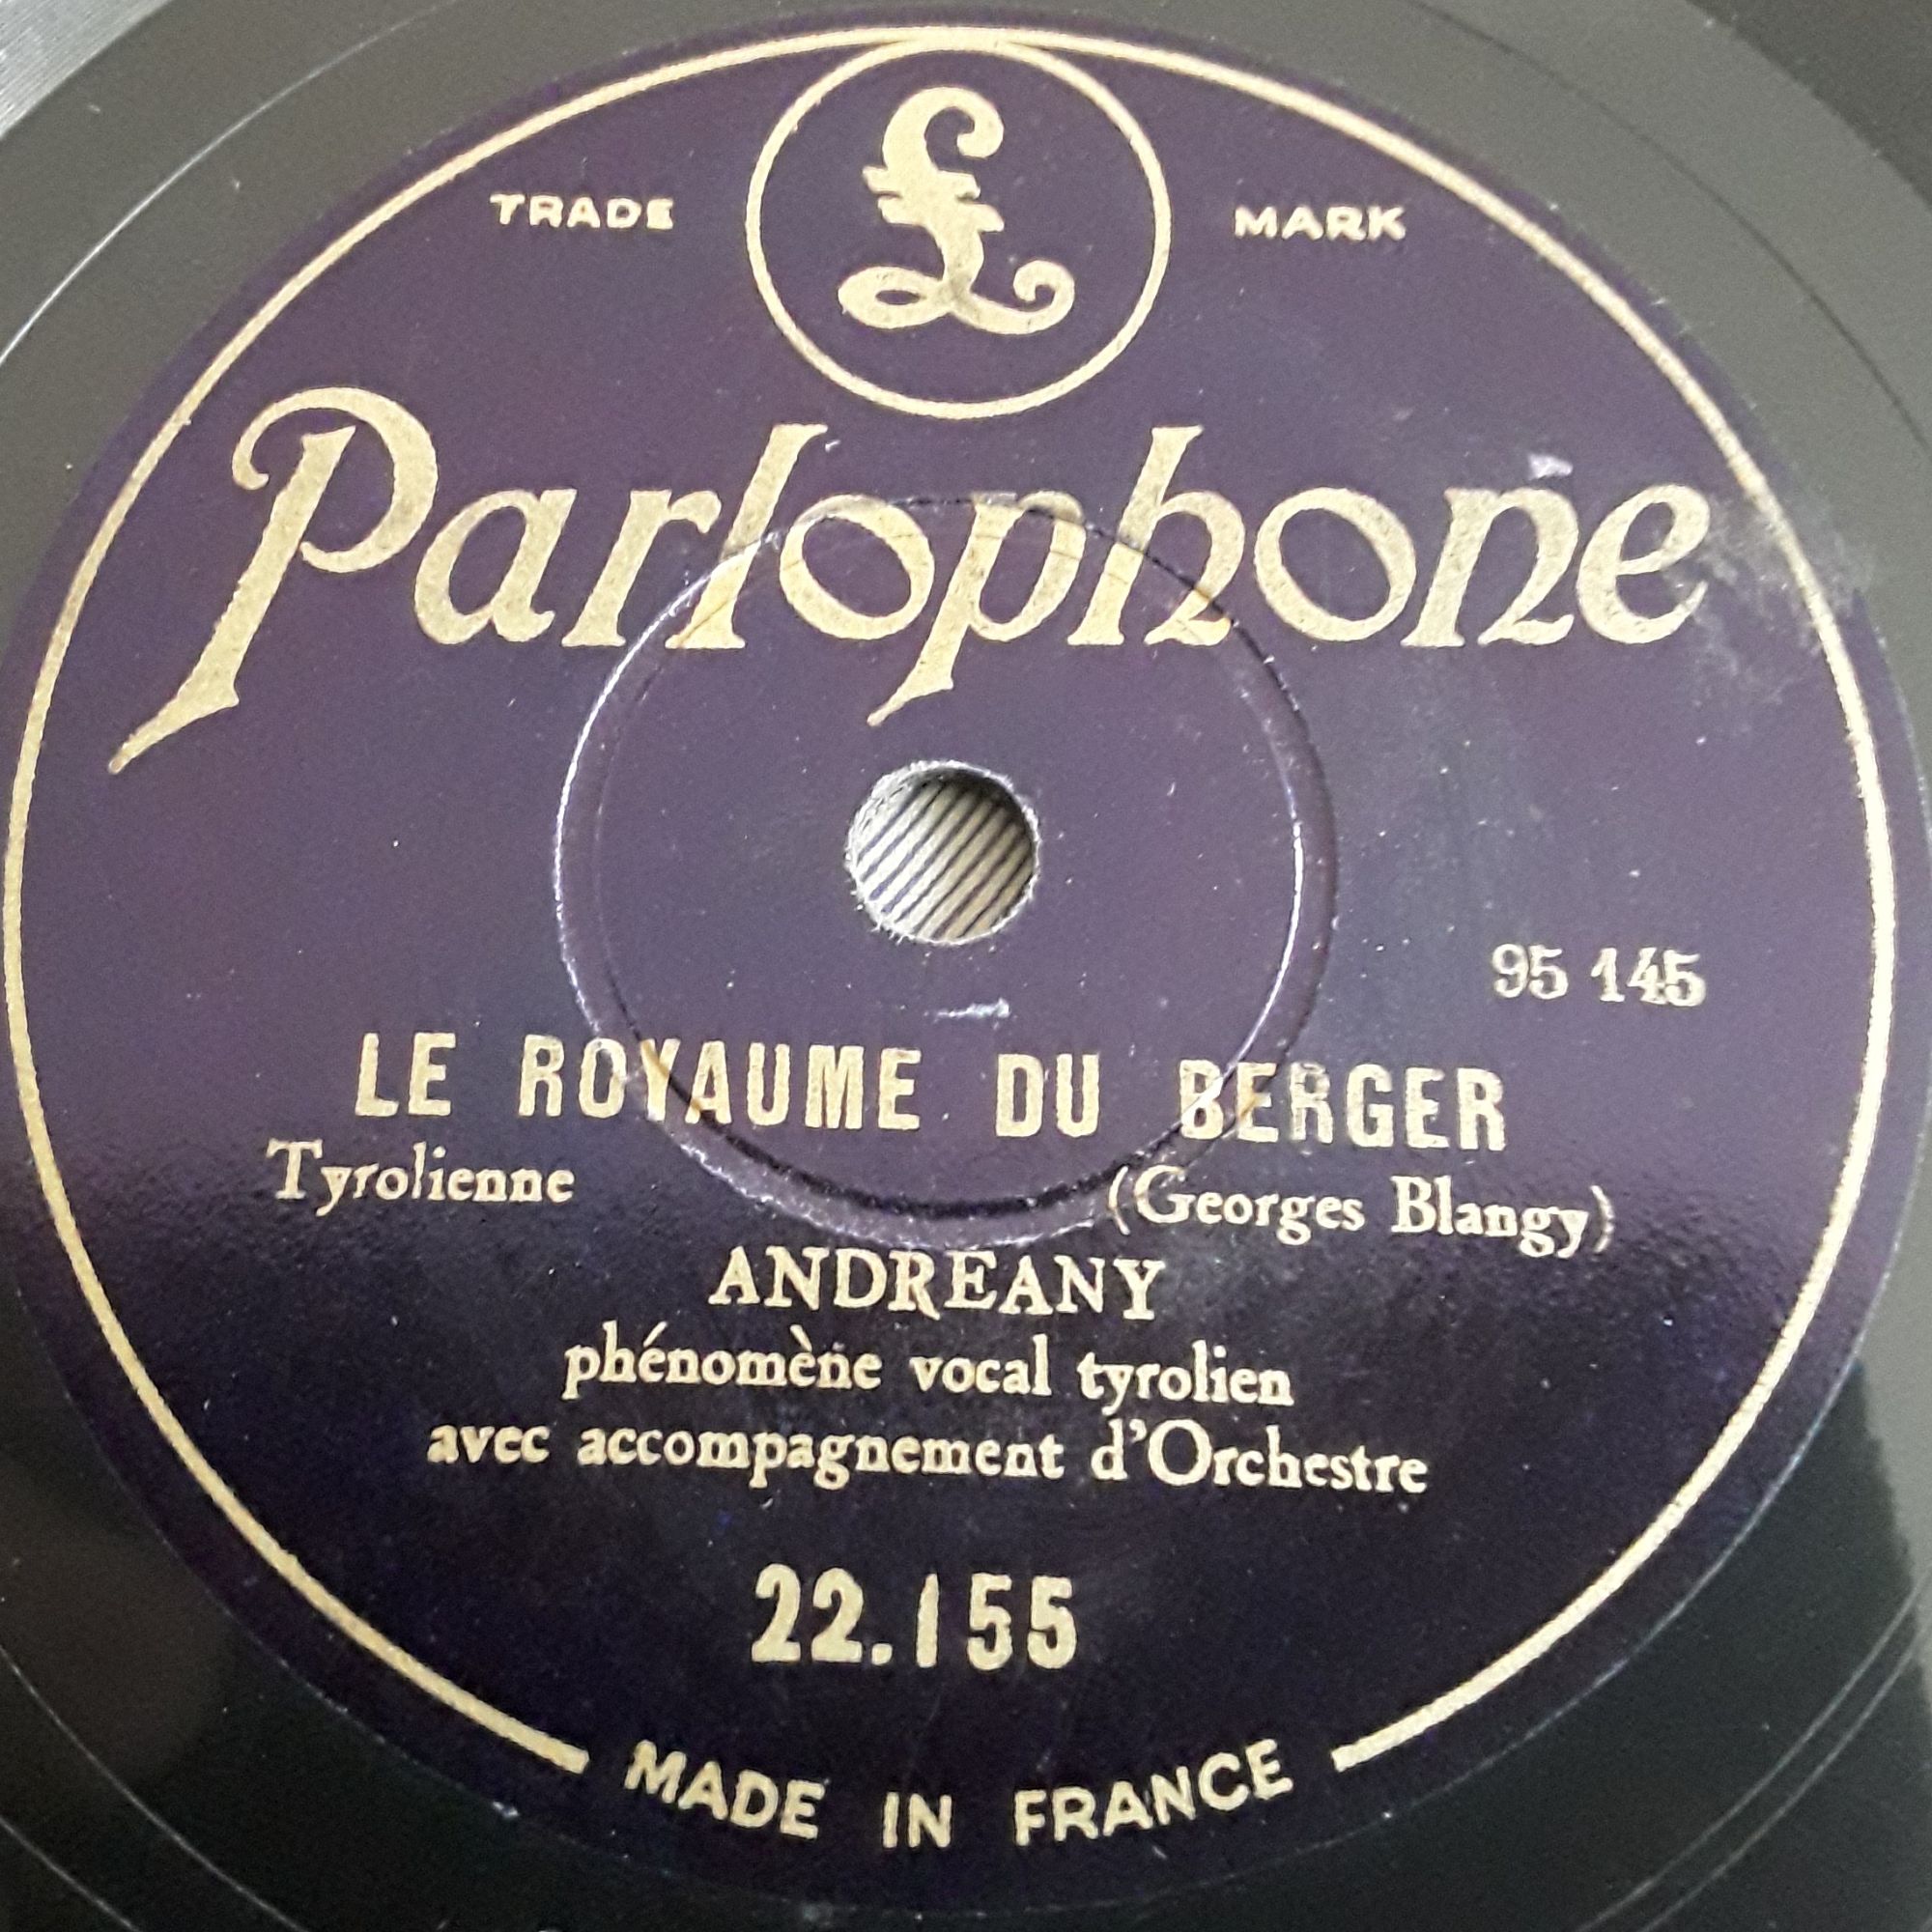 TRADE £ MARK
Parlophone
95 145
LE ROYAUME DU BERGER
Tyrolienne (Georges Blangy)
ANDREANY
phénomène vocal tyrolien
avec accompagnement d'Orchestre
22.155
MADE IN FRANCE